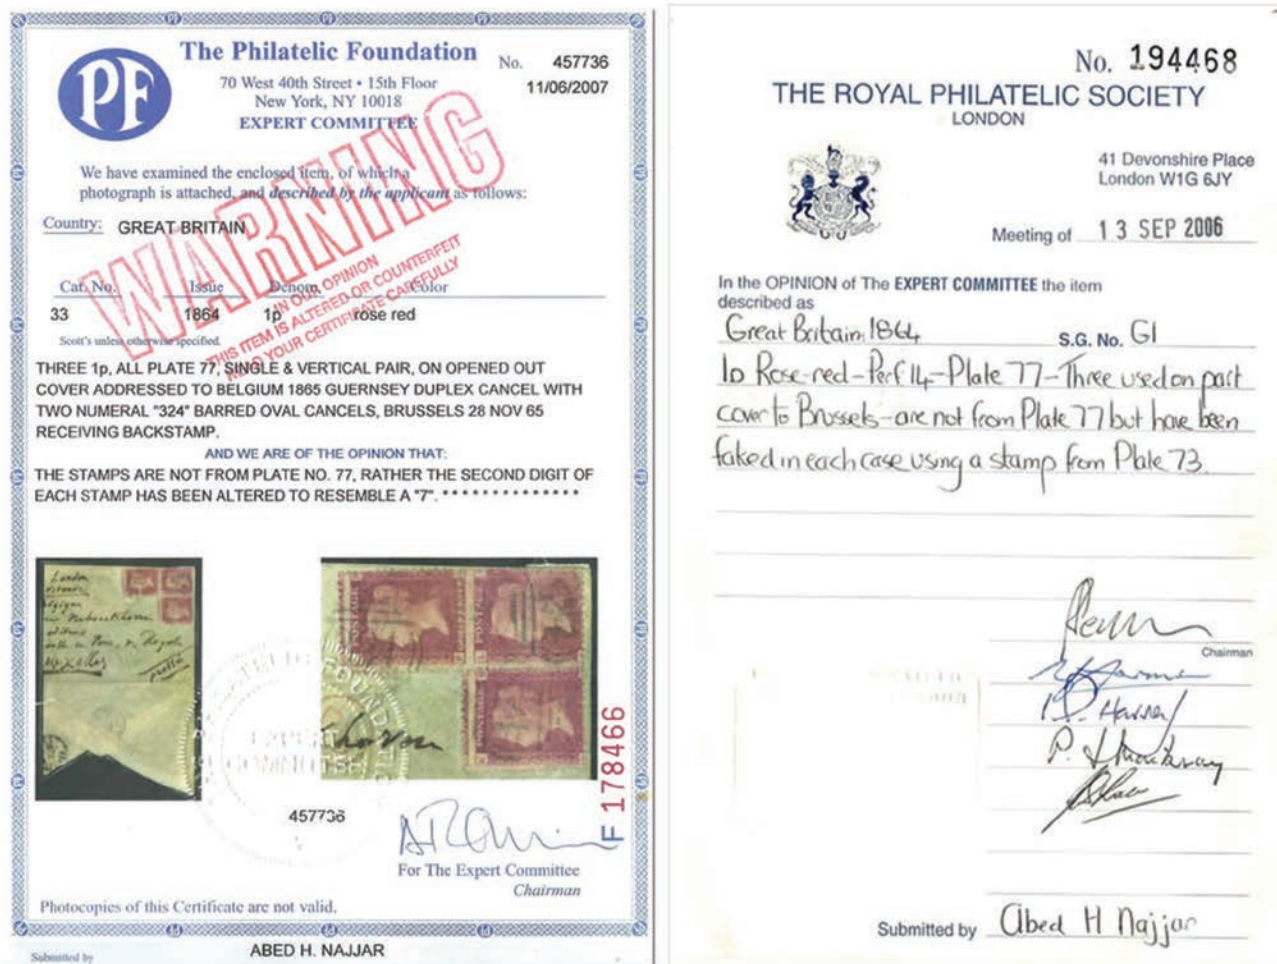 The Philatelic Foundation
No. 457736
70 West 40th Street • 15th Floor
11/06/2007
New York, NY 10018
EXPERT COMMITTEE
We have examined the enclosed item, of which a
photograph is attached, and described by the applicant as follows:
Country: GREAT BRITAIN
WARNING
IN OUR OPINION
THIS ITEM IS ALTERED OR COUNTERFEIT
READ YOUR CERTIFICATE CAREFULLY
Cat. No. Issue Denom. Color
33 1864 1p rose red
Scott's unless otherwise specified.
THREE 1p, ALL PLATE 77, SINGLE & VERTICAL PAIR, ON OPENED OUT
COVER ADDRESSED TO BELGIUM 1865 GUERNSEY DUPLEX CANCEL WITH
TWO NUMERAL "324" BARRED OVAL CANCELS, BRUSSELS 28 NOV 65
RECEIVING BACKSTAMP.
AND WE ARE OF THE OPINION THAT:
THE STAMPS ARE NOT FROM PLATE NO. 77, RATHER THE SECOND DIGIT OF
EACH STAMP HAS BEEN ALTERED TO RESEMBLE A "7". * * * * * * * * * * * * * *
London
457736
F 178466
For The Expert Committee
Chairman
Photocopies of this Certificate are not valid.
Submitted by ABED H. NAJJAR
PF
No. 194468
THE ROYAL PHILATELIC SOCIETY
LONDON
41 Devonshire Place
London W1G 6JY
Meeting of 13 SEP 2006
In the OPINION of The EXPERT COMMITTEE the item
described as
Great Britain 1864 S.G. No. G1
1D Rose-red-Perf 14-Plate 77-Three used on part
cover to Brussels-are not from Plate 77 but have been
faked in each case using a stamp from Plate 73.
Chairman
Submitted by Abed H Najjar